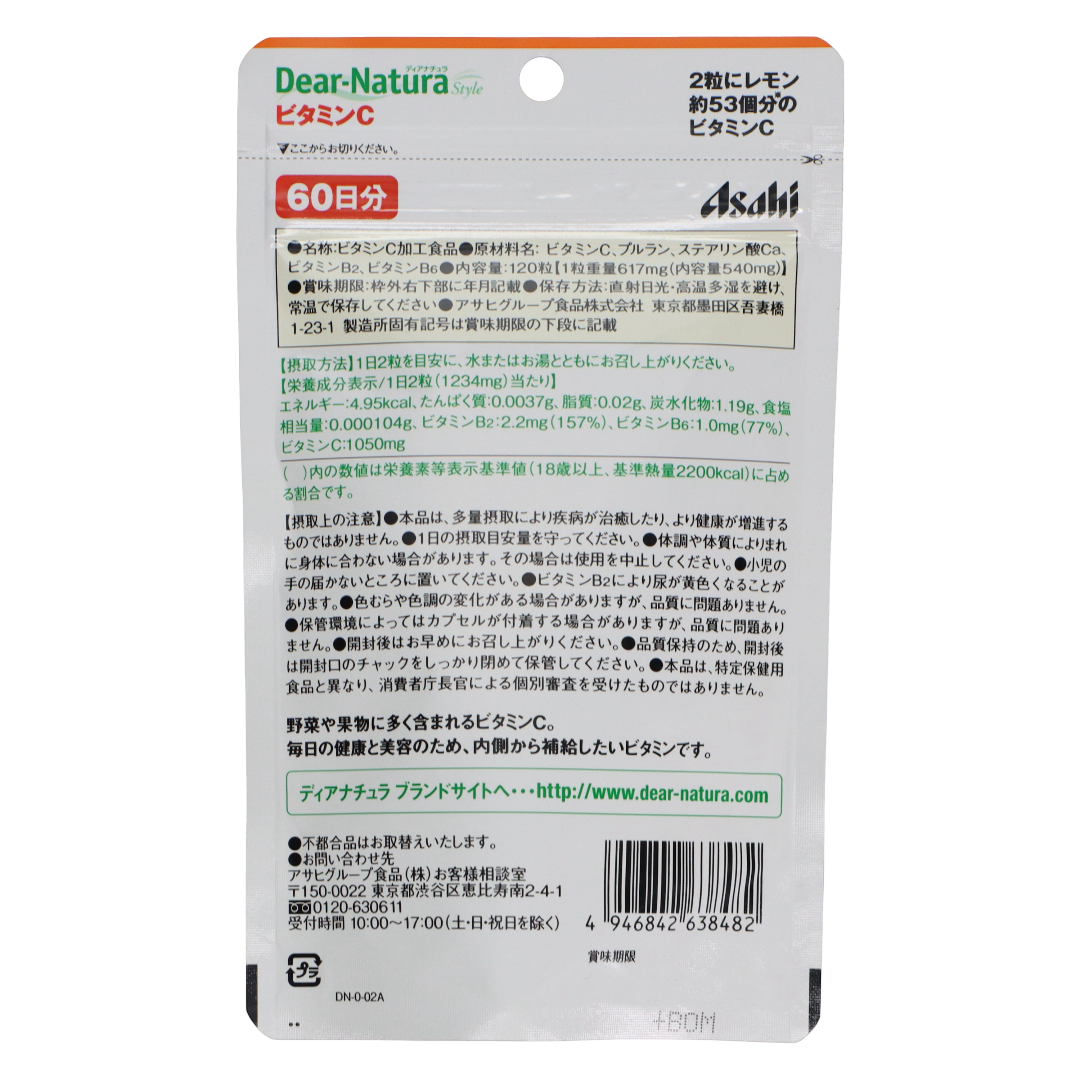 ディアナチュラ
Dear-Natura Style
ビタミンC
2粒にレモン
約53個分*の
ビタミンC
▼ここからお切りください。
60日分
Asahi
●名称:ビタミンC加工食品●原材料名: ビタミンC、プルラン、ステアリン酸Ca、
ビタミンB2、ビタミンB6●内容量:120粒【1粒重量617mg(内容量540mg)】
●賞味期限:枠外右下部に年月記載●保存方法:直射日光・高温多湿を避け、
常温で保存してください●アサヒグループ食品株式会社 東京都墨田区吾妻橋
1-23-1 製造所固有記号は賞味期限の下段に記載
【摂取方法】1日2粒を目安に、水またはお湯とともにお召し上がりください。
【栄養成分表示/1日2粒(1234mg)当たり】
エネルギー:4.95kcal、たんぱく質:0.0037g、脂質:0.02g、炭水化物:1.19g、食塩
相当量:0.000104g、ビタミンB2:2.2mg(157%)、ビタミンB6:1.0mg(77%)、
ビタミンC:1050mg
( )内の数値は栄養素等表示基準値(18歳以上、基準熱量2200kcal)に占め
る割合です。
【摂取上の注意】●本品は、多量摂取により疾病が治癒したり、より健康が増進する
ものではありません。●1日の摂取目安量を守ってください。●体調や体質によりまれ
に身体に合わない場合があります。その場合は使用を中止してください。●小児の
手の届かないところに置いてください。●ビタミンB2により尿が黄色くなることが
あります。●色むらや色調の変化がある場合がありますが、品質に問題ありません。
●保管環境によってはカプセルが付着する場合がありますが、品質に問題あり
ません。●開封後はお早めにお召し上がりください。●品質保持のため、開封後
は開封口のチャックをしっかり閉めて保管してください。●本品は、特定保健用
食品と異なり、消費者庁長官による個別審査を受けたものではありません。
野菜や果物に多く含まれるビタミンC。
毎日の健康と美容のため、内側から補給したいビタミンです。
ディアナチュラ ブランドサイトへ・・・http://www.dear-natura.com
●不都合品はお取替えいたします。
●お問い合わせ先
アサヒグループ食品(株)お客様相談室
〒150-0022 東京都渋谷区恵比寿南2-4-1
0120-630611
受付時間 10:00〜17:00(土・日・祝日を除く)
4 946842 638482
賞味期限
プラ
DN-0-02A
+BOM